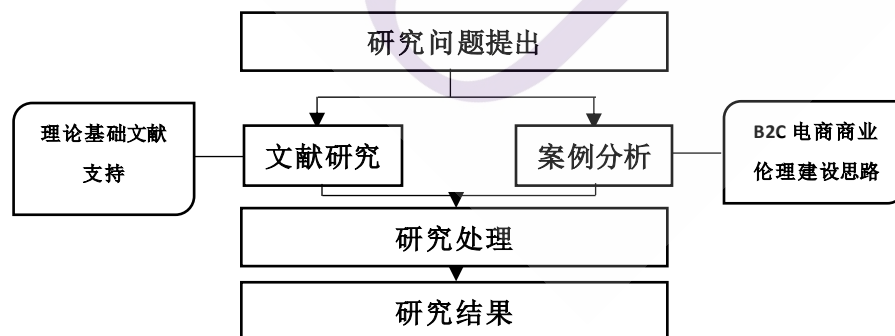 研究问题提出
理论基础文献
支持
文献研究
案例分析
B2C 电商商业
伦理建设思路
研究处理
研究结果